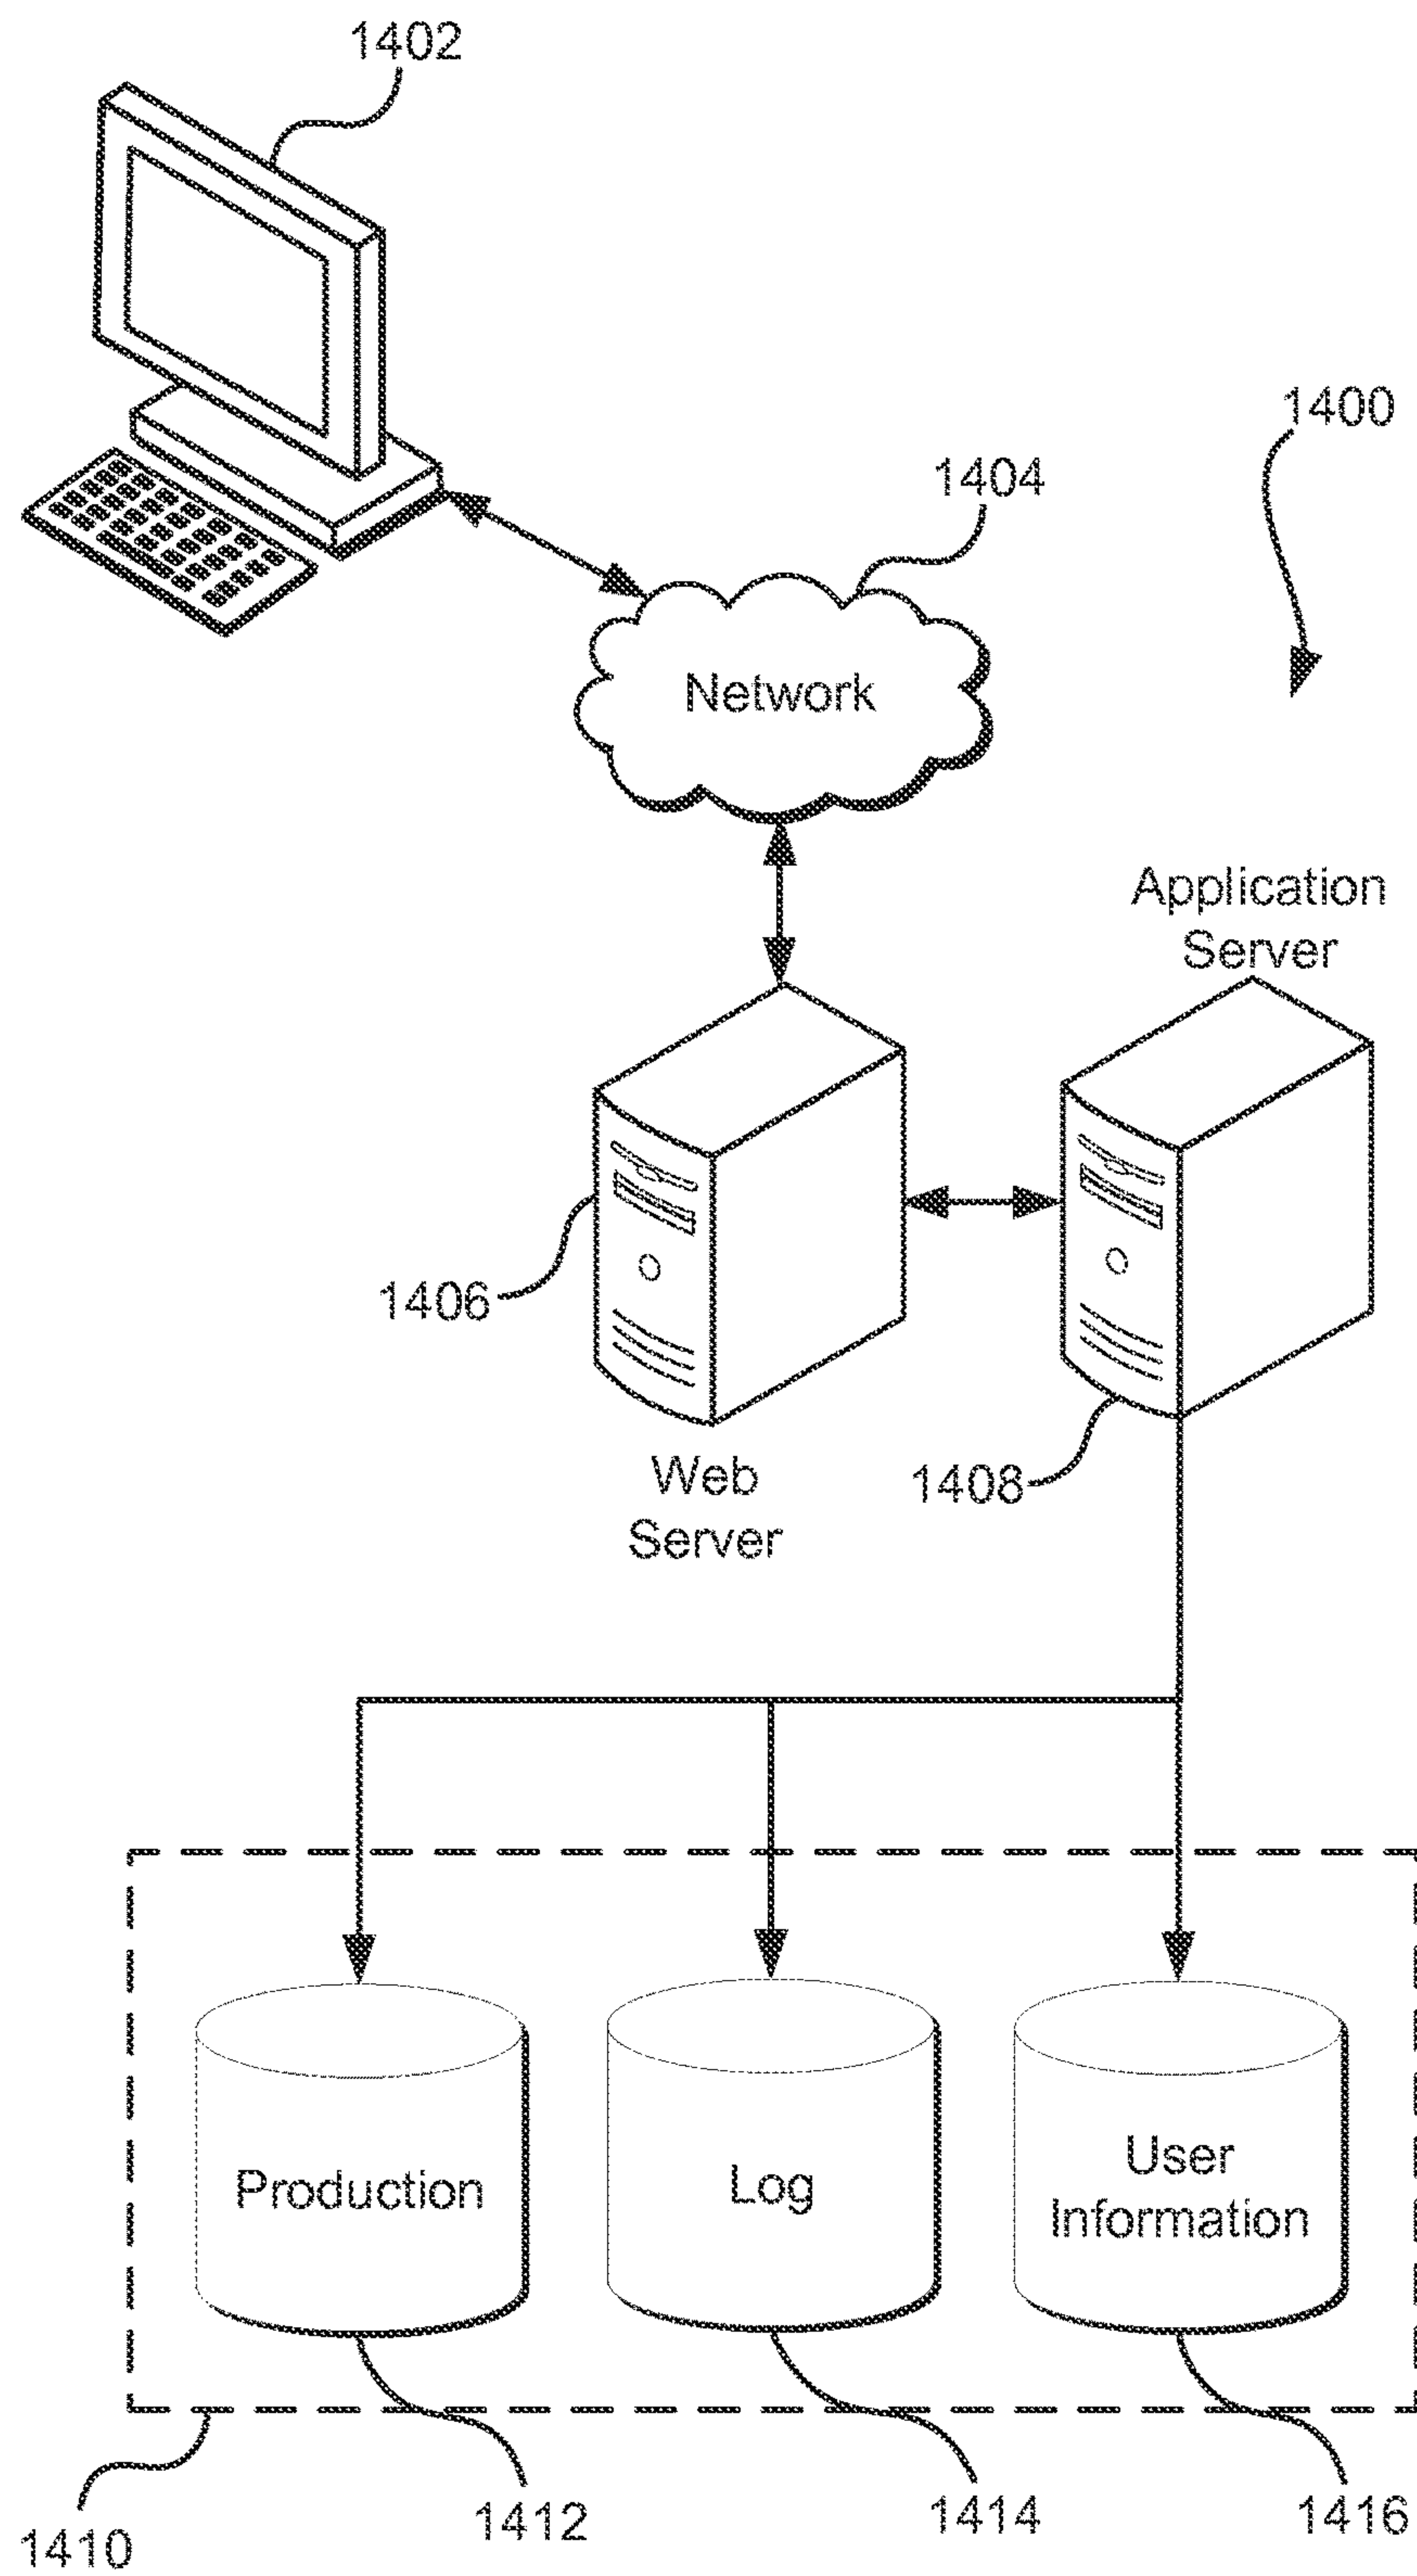 1402
1400
1404
Network
Application
Server
1406
Web
Server
1408
Production
Log
User
Information
1410
1412
1414
1416